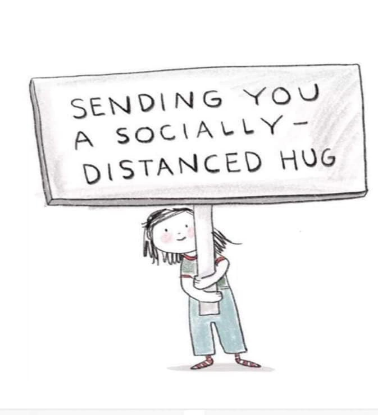 SENDING YOU
A SOCIALLY-
DISTANCED HUG